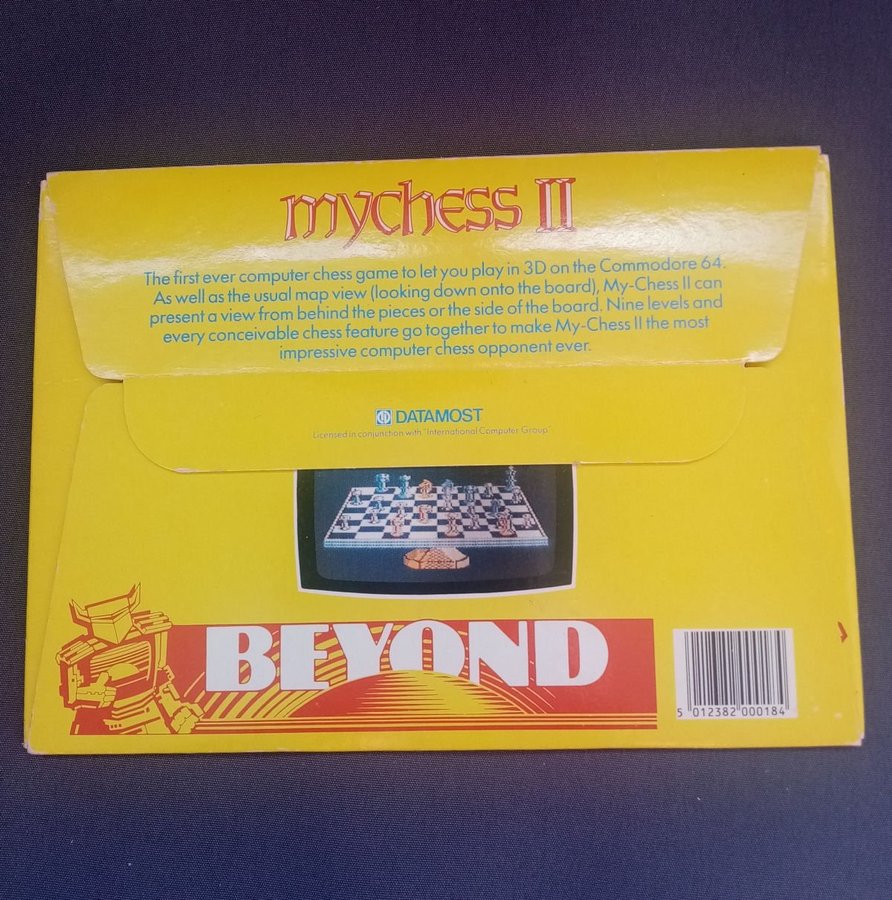 mychess II
The first ever computer chess game to let you play in 3D on the Commodore 64.
As well as the usual map view (looking down onto the board), My-Chess II can
present a view from behind the pieces or the side of the board. Nine levels and
every conceivable chess feature go together to make My-Chess II the most
impressive computer chess opponent ever.
DATAMOST
Licensed in conjunction with "International Computer Group"
BEYOND
5 012382 000184